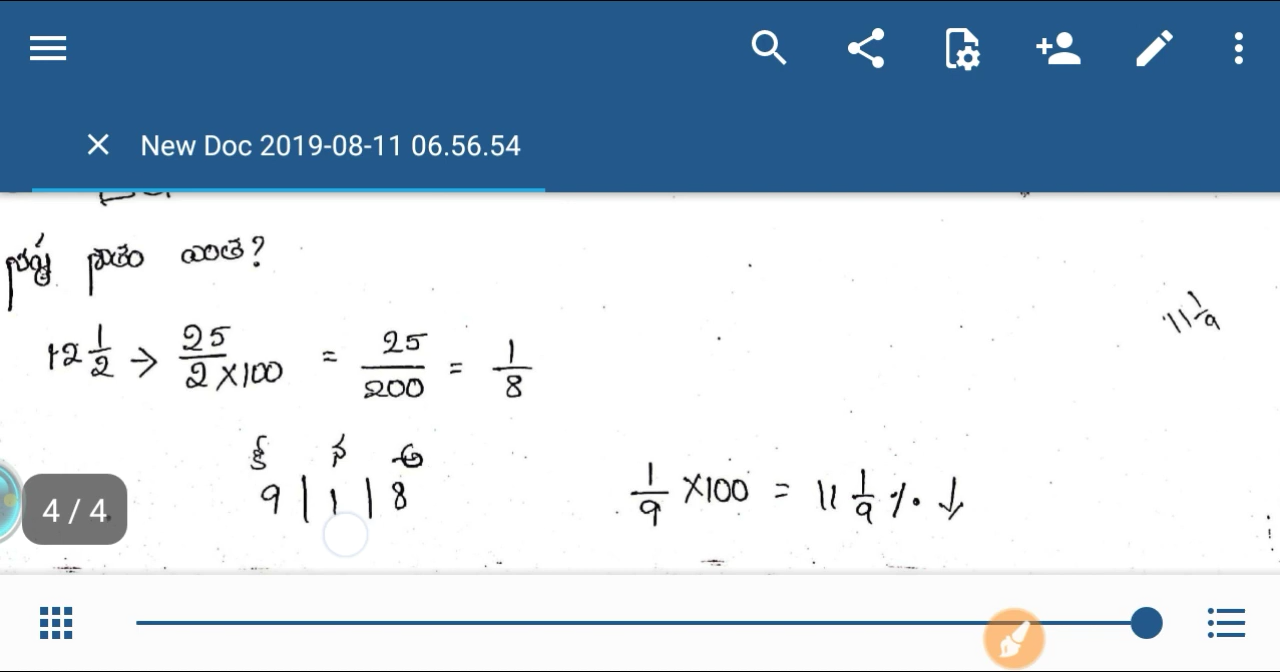 New Doc 2019-08-11 06.56.54
శాతం ఎంత?
11 1/9
12 1/2 → 25/2×100 = 25/200 = 1/8
క్ర న అ
9 | 1 | 8
1/9 ×100 = 11 1/9 % ↓
4 / 4